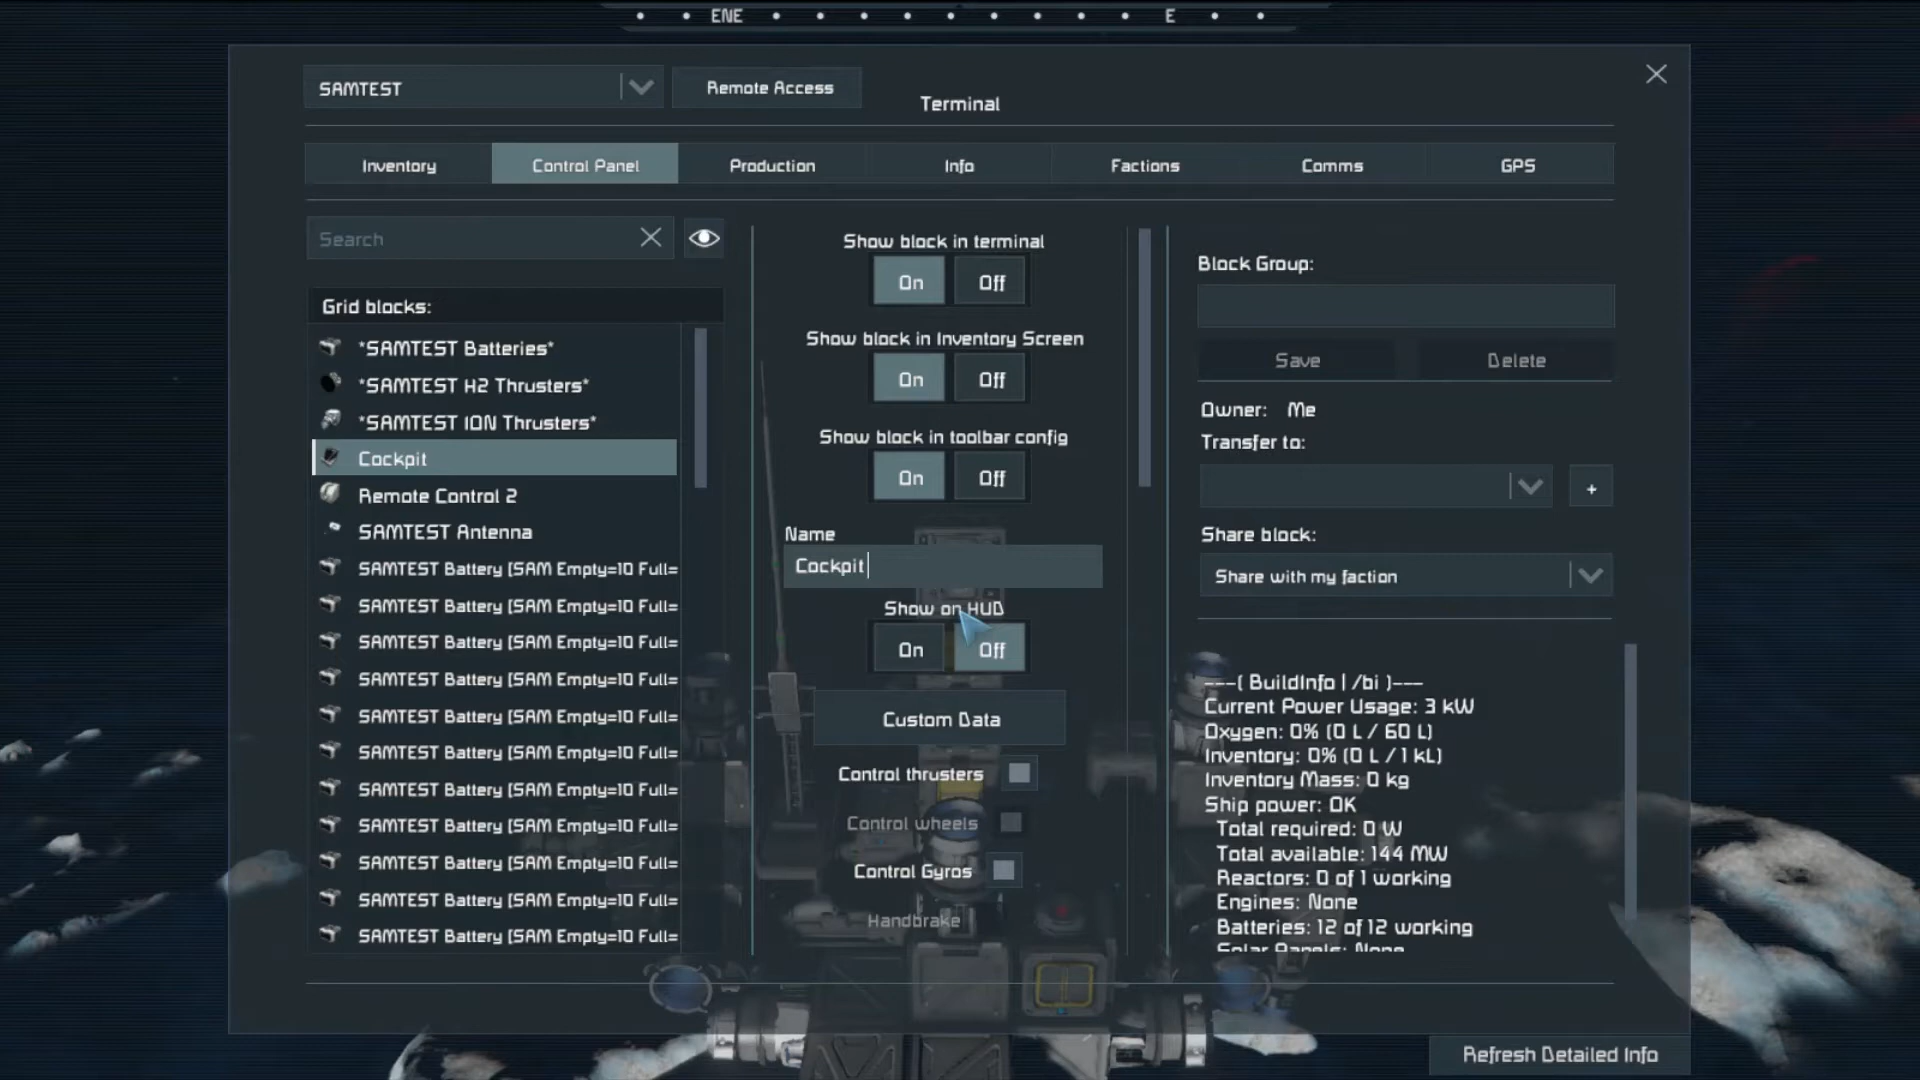 ENE
E
SAMTEST
Remote Access
Terminal
Inventory
Control Panel
Production
Info
Factions
Comms
GPS
Search
Grid blocks:
*SAMTEST Batteries*
*SAMTEST H2 Thrusters*
*SAMTEST ION Thrusters*
Cockpit
Remote Control 2
SAMTEST Antenna
SAMTEST Battery [SAM Empty=10 Full=
SAMTEST Battery [SAM Empty=10 Full=
SAMTEST Battery [SAM Empty=10 Full=
SAMTEST Battery [SAM Empty=10 Full=
SAMTEST Battery [SAM Empty=10 Full=
SAMTEST Battery [SAM Empty=10 Full=
SAMTEST Battery [SAM Empty=10 Full=
SAMTEST Battery [SAM Empty=10 Full=
SAMTEST Battery [SAM Empty=10 Full=
SAMTEST Battery [SAM Empty=10 Full=
SAMTEST Battery [SAM Empty=10 Full=
Show block in terminal
On Off
Show block in Inventory Screen
On Off
Show block in toolbar config
On Off
Name
Cockpit
Show on HUD
On Off
Custom Data
Control thrusters
Control wheels
Control Gyros
Handbrake
Block Group:
Save
Delete
Owner: Me
Transfer to:
+
Share block:
Share with my faction
---( BuildInfo | /bi )---
Current Power Usage: 3 kW
Oxygen: 0% (0 L / 60 L)
Inventory: 0% (0 L / 1 kL)
Inventory Mass: 0 kg
Ship power: OK
Total required: 0 W
Total available: 144 MW
Reactors: 0 of 1 working
Engines: None
Batteries: 12 of 12 working
Solar Panels: None
Refresh Detailed Info